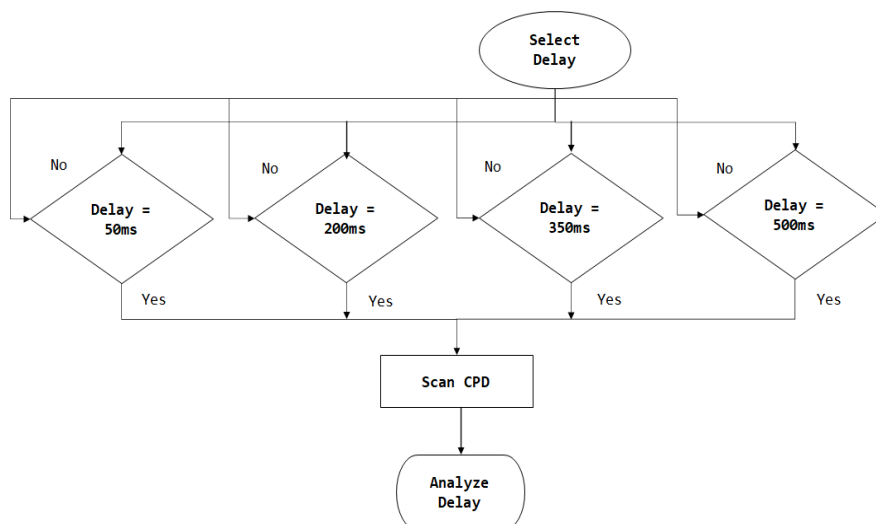 Select
Delay
No
No
No
No
Delay =
50ms
Delay =
200ms
Delay =
350ms
Delay =
500ms
Yes
Yes
Yes
Yes
Scan CPD
Analyze
Delay